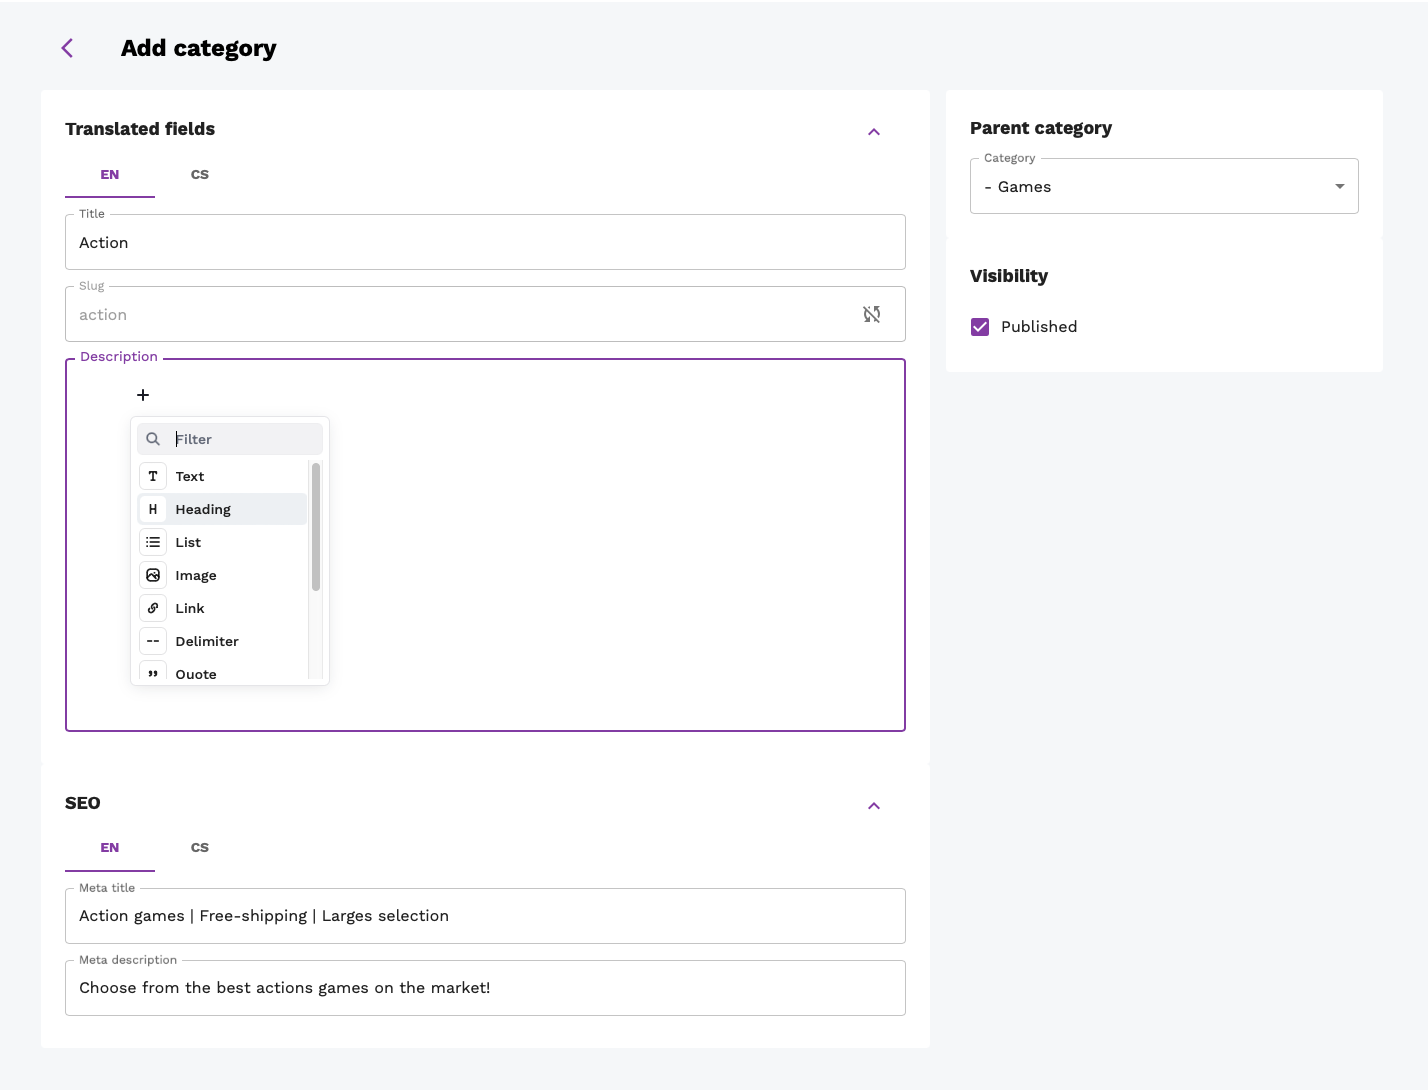 Add category
Translated fields
EN CS
Title
Action
Slug
action
Description
+
Filter
T Text
H Heading
List
Image
Link
Delimiter
Quote
SEO
EN CS
Meta title
Action games | Free-shipping | Larges selection
Meta description
Choose from the best actions games on the market!
Parent category
Category
- Games
Visibility
Published